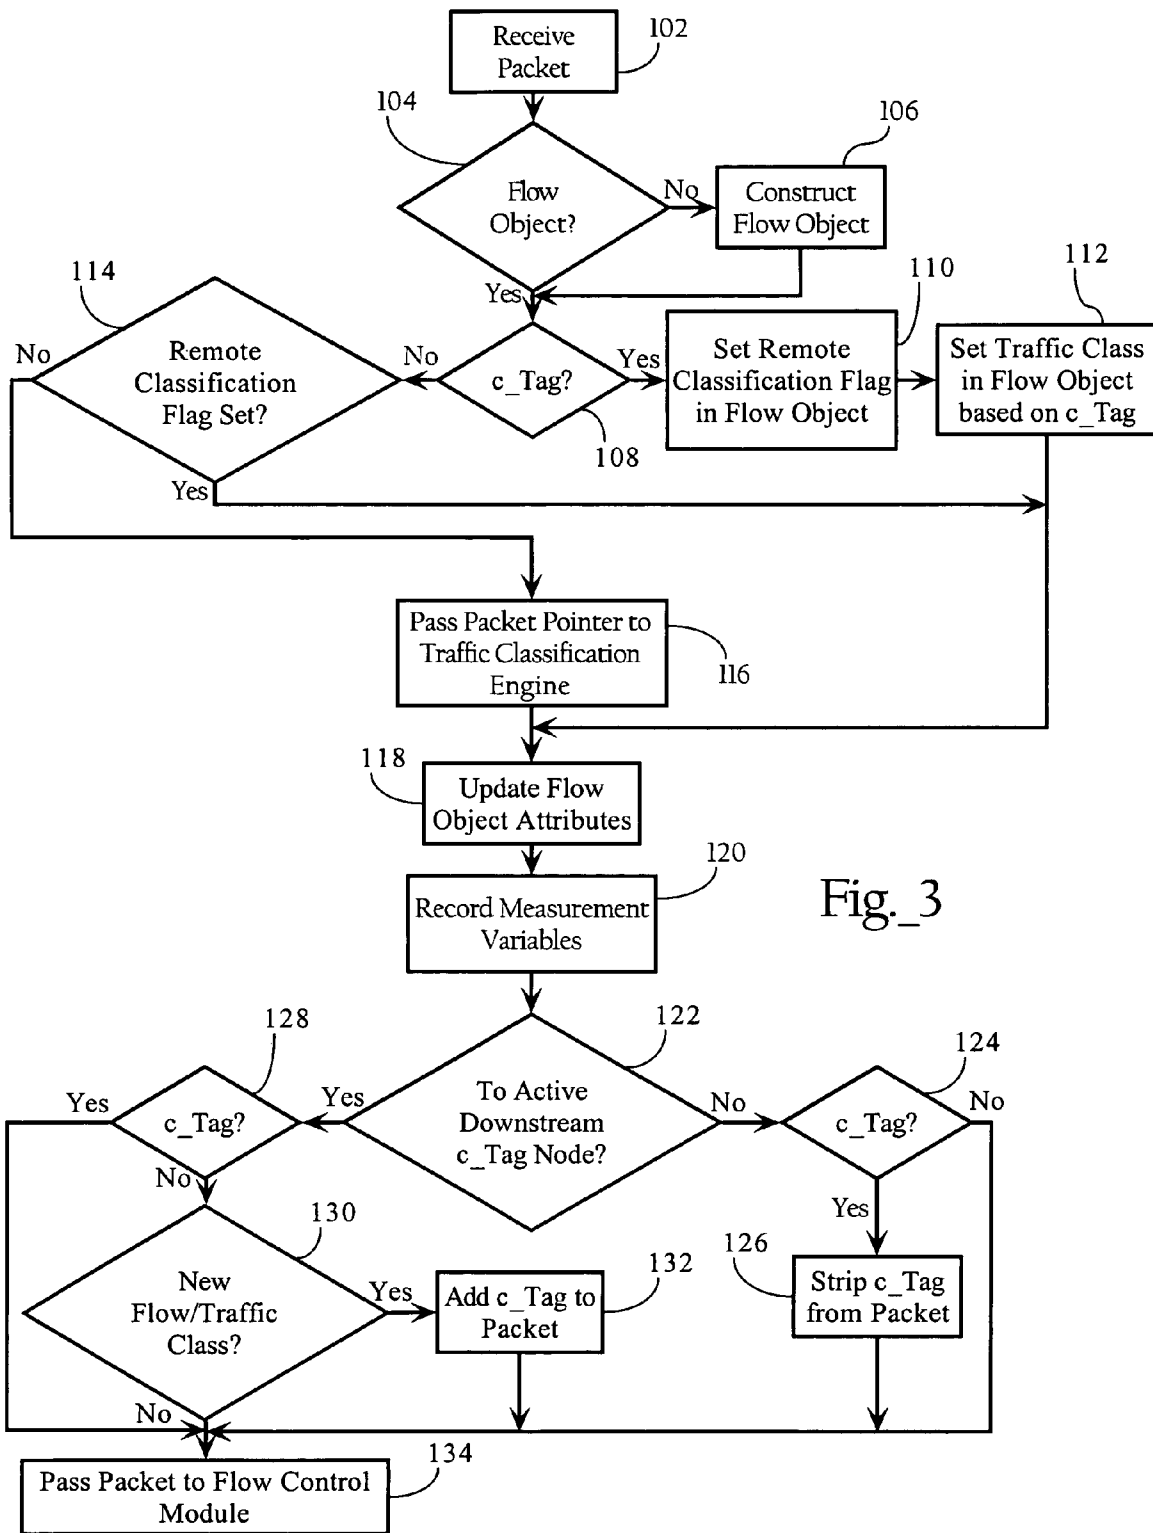 Receive
Packet
102
104
106
Flow
Object?
No
Construct
Flow Object
Yes
114
110
112
No
Remote
Classification
Flag Set?
No
c_Tag?
Yes
Set Remote
Classification Flag
in Flow Object
Set Traffic Class
in Flow Object
based on c_Tag
108
Yes
Pass Packet Pointer to
Traffic Classification
Engine
116
118
Update Flow
Object Attributes
120
Record Measurement
Variables
Fig._3
128
122
124
Yes
c_Tag?
Yes
To Active
Downstream
c_Tag Node?
No
c_Tag?
No
No
Yes
130
New
Flow/Traffic
Class?
Yes
Add c_Tag to
Packet
132
126
Strip c_Tag
from Packet
No
Pass Packet to Flow Control
Module
134